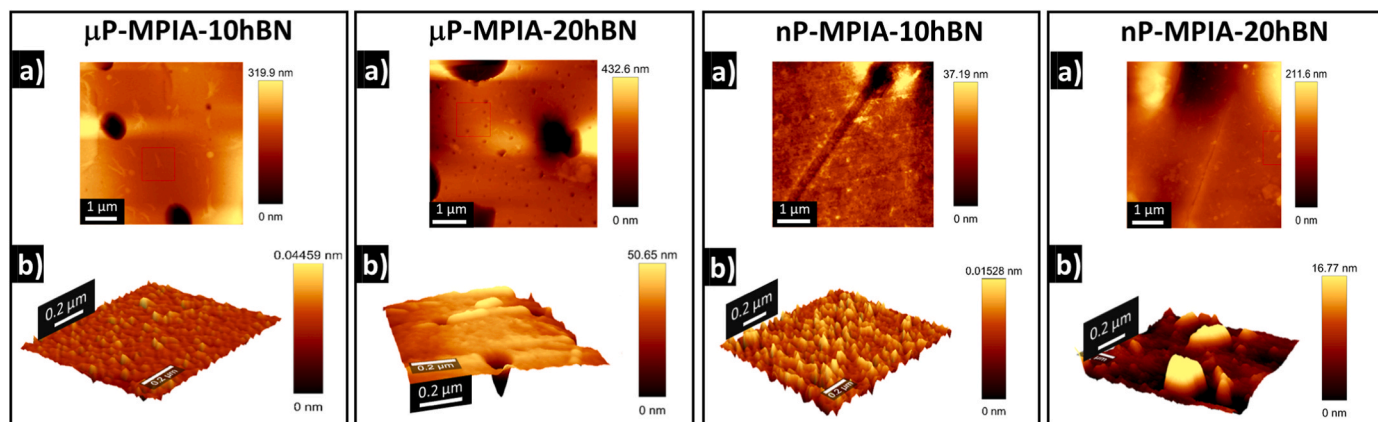 μP-MPIA-10hBN
a)
319.9 nm
0 nm
1 μm
b)
0.04459 nm
0 nm
0.2 μm
0.2 μm
μP-MPIA-20hBN
a)
432.6 nm
0 nm
1 μm
b)
50.65 nm
0 nm
0.2 μm
0.2 μm
nP-MPIA-10hBN
a)
37.19 nm
0 nm
1 μm
b)
0.01528 nm
0 nm
0.2 μm
0.2 μm
nP-MPIA-20hBN
a)
211.6 nm
0 nm
1 μm
b)
16.77 nm
0 nm
0.2 μm